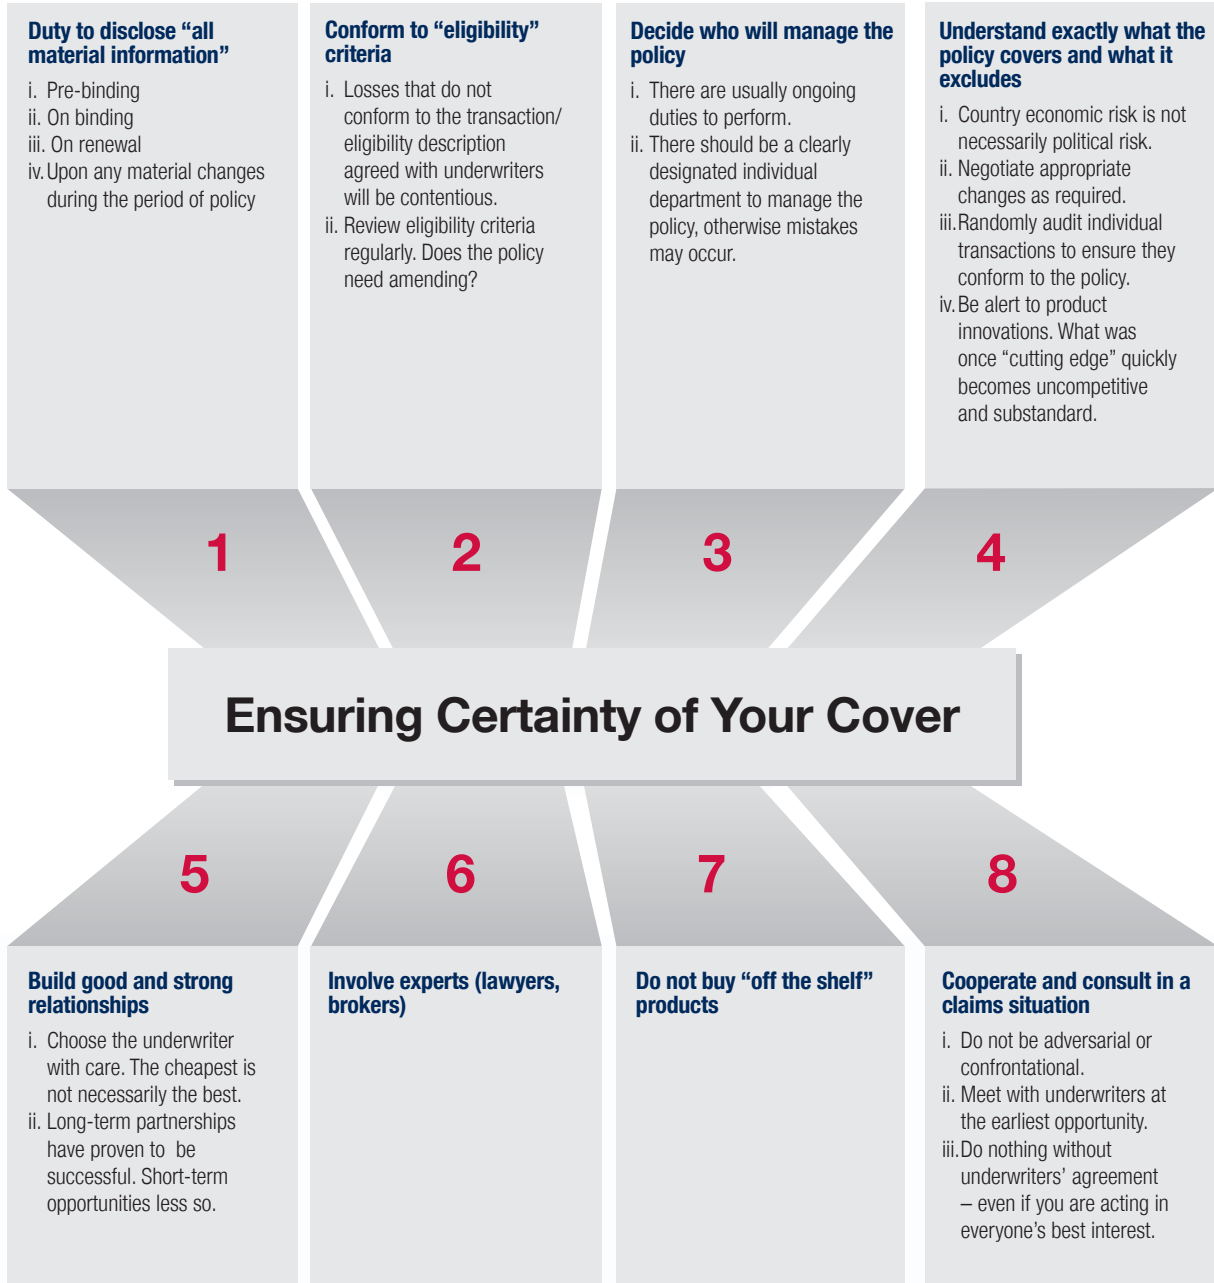 Duty to disclose “all
material information”
i. Pre-binding
ii. On binding
iii. On renewal
iv. Upon any material changes
during the period of policy
Conform to “eligibility”
criteria
i. Losses that do not
conform to the transaction/
eligibility description
agreed with underwriters
will be contentious.
ii. Review eligibility criteria
regularly. Does the policy
need amending?
Decide who will manage the
policy
i. There are usually ongoing
duties to perform.
ii. There should be a clearly
designated individual
department to manage the
policy, otherwise mistakes
may occur.
Understand exactly what the
policy covers and what it
excludes
i. Country economic risk is not
necessarily political risk.
ii. Negotiate appropriate
changes as required.
iii. Randomly audit individual
transactions to ensure they
conform to the policy.
iv. Be alert to product
innovations. What was
once “cutting edge” quickly
becomes uncompetitive
and substandard.
1
2
3
4
Ensuring Certainty of Your Cover
5
6
7
8
Build good and strong
relationships
i. Choose the underwriter
with care. The cheapest is
not necessarily the best.
ii. Long-term partnerships
have proven to be
successful. Short-term
opportunities less so.
Involve experts (lawyers,
brokers)
Do not buy “off the shelf”
products
Cooperate and consult in a
claims situation
i. Do not be adversarial or
confrontational.
ii. Meet with underwriters at
the earliest opportunity.
iii. Do nothing without
underwriters’ agreement
– even if you are acting in
everyone’s best interest.